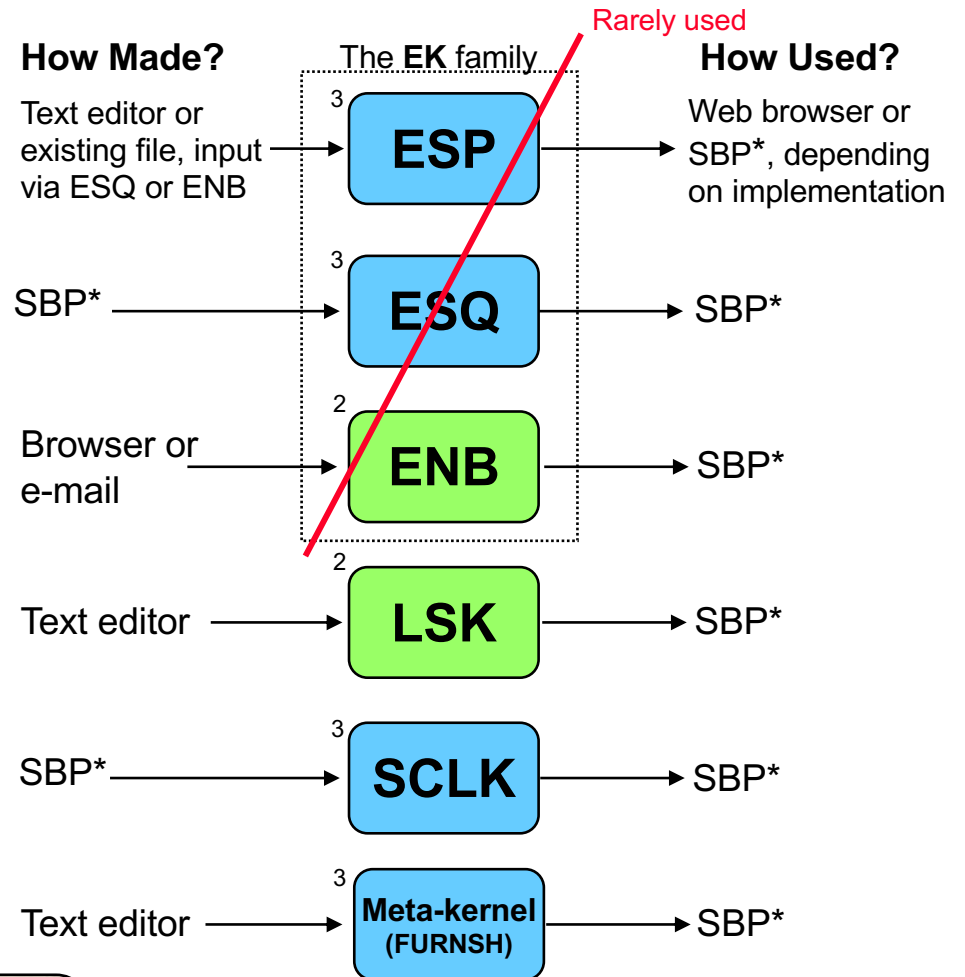 Rarely used
How Made?
The EK family
How Used?
Text editor or
existing file, input
via ESQ or ENB
3
ESP
Web browser or
SBP*, depending
on implementation
SBP*
3
ESQ
SBP*
Browser or
e-mail
2
ENB
SBP*
Text editor
2
LSK
SBP*
SBP*
3
SCLK
SBP*
Text editor
3
Meta-kernel
(FURNSH)
SBP*